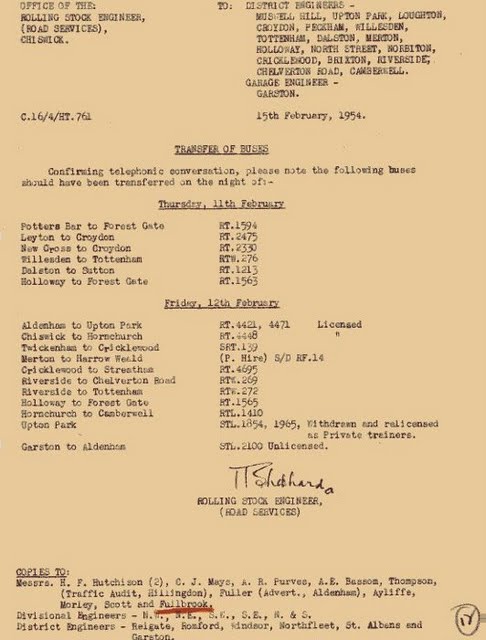 OFFICE OF THE:
ROLLING STOCK ENGINEER,
(ROAD SERVICES),
CHISWICK.
TO: DISTRICT ENGINEERS -
MUSWELL HILL, UPTON PARK, LOUGHTON,
CROYDON, PECKHAM, WILLESDEN,
TOTTENHAM, DALSTON, MERTON,
HOLLOWAY, NORTH STREET, NORBITON,
CRICKLEWOOD, BRIXTON, RIVERSIDE,
CHELVERTON ROAD, CAMBERWELL.
GARAGE ENGINEER -
GARSTON.
C.16/4/HT.761
15th February, 1954.
TRANSFER OF BUSES
Confirming telephonic conversation, please note the following buses
should have been transferred on the night of:-
Thursday, 11th February
Potters Bar to Forest Gate RT.1594
Leyton to Croydon RT.2475
New Cross to Croydon RT.2330
Willesden to Tottenham RTW.276
Dalston to Sutton RT.1213
Holloway to Forest Gate RT.1563
Friday, 12th February
Aldenham to Upton Park RT.4421, 4471 Licensed
Chiswick to Hornchurch RT.4448 "
Twickenham to Cricklewood SRT.139
Merton to Harrow Weald (P. Hire) S/D RF.14
Cricklewood to Streatham RT.4695
Riverside to Chelverton Road RTW.269
Riverside to Tottenham RTW.272
Holloway to Forest Gate RT.1565
Hornchurch to Camberwell RTL.1410
Upton Park STL.1854, 1965, Withdrawn and relicensed
as Private trainers.
Garston to Aldenham STL.2100 Unlicensed.
ROLLING STOCK ENGINEER,
(ROAD SERVICES)
COPIES TO:
Messrs. H. F. Hutchison (2), C. J. Mays, A. R. Purves, A.E. Bassom, Thompson,
(Traffic Audit, Hillingdon), Fuller (Advert., Aldenham), Ayliffe,
Morley, Scott and Fullbrook.
Divisional Engineers - N.W., N.E., S.W., S.E., N. & S.
District Engineers - Reigate, Romford, Windsor, Northfleet, St. Albans and
Garston.
17